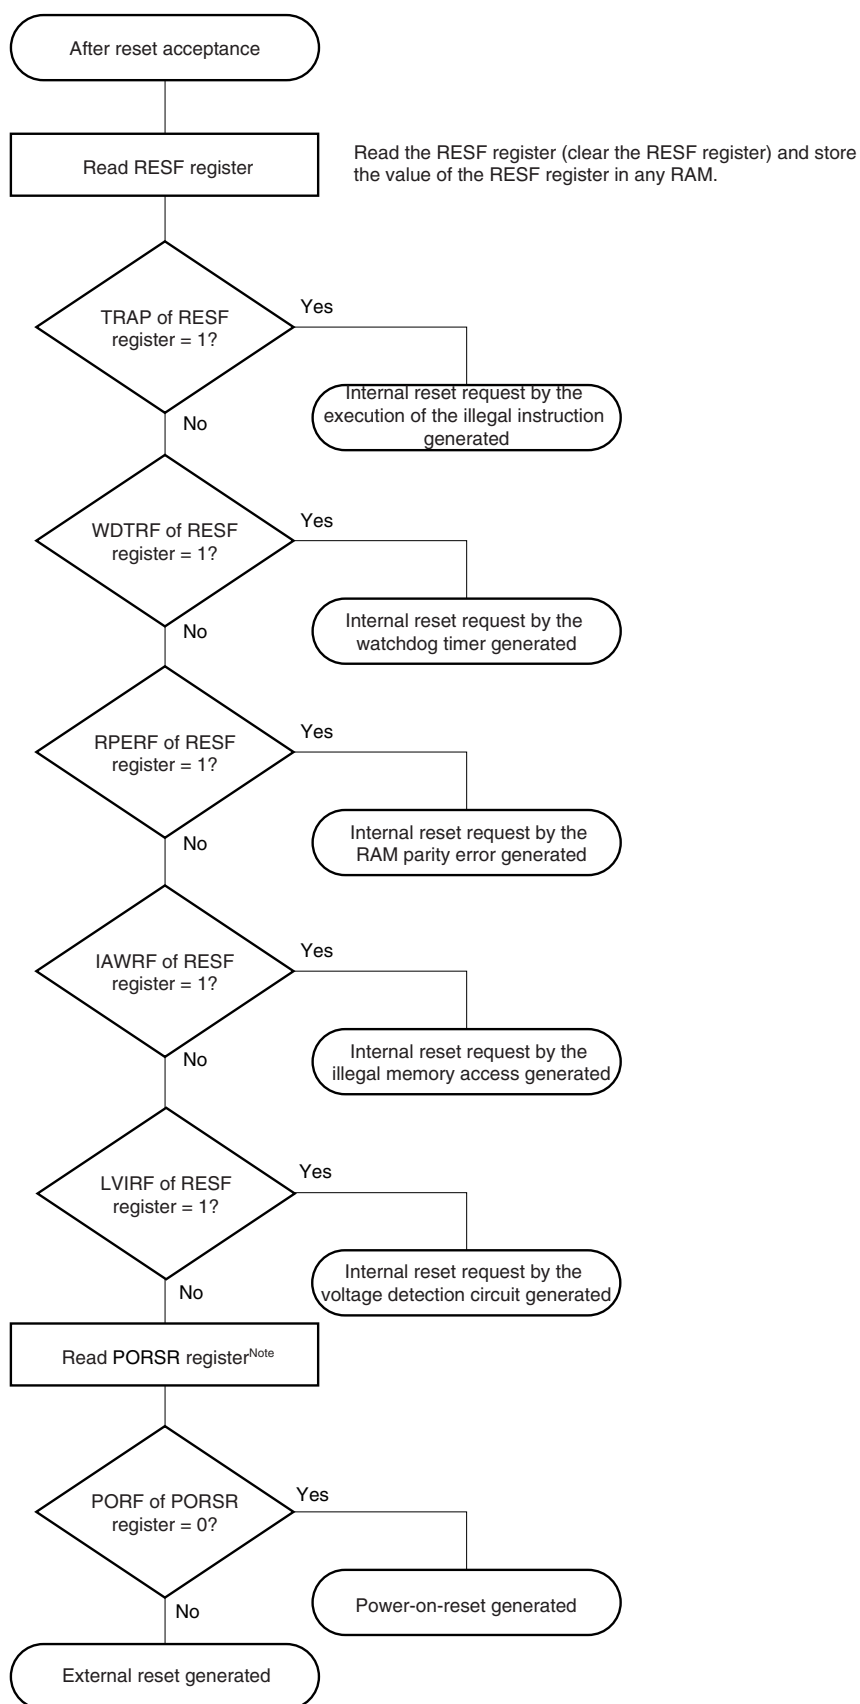 After reset acceptance
Read RESF register
Read the RESF register (clear the RESF register) and store
the value of the RESF register in any RAM.
TRAP of RESF
register = 1?
Yes
Internal reset request by the
execution of the illegal instruction
generated
No
WDTRF of RESF
register = 1?
Yes
Internal reset request by the
watchdog timer generated
No
RPERF of RESF
register = 1?
Yes
Internal reset request by the
RAM parity error generated
No
IAWRF of RESF
register = 1?
Yes
Internal reset request by the
illegal memory access generated
No
LVIRF of RESF
register = 1?
Yes
Internal reset request by the
voltage detection circuit generated
No
Read PORSR registerNote
PORF of PORSR
register = 0?
Yes
Power-on-reset generated
No
External reset generated